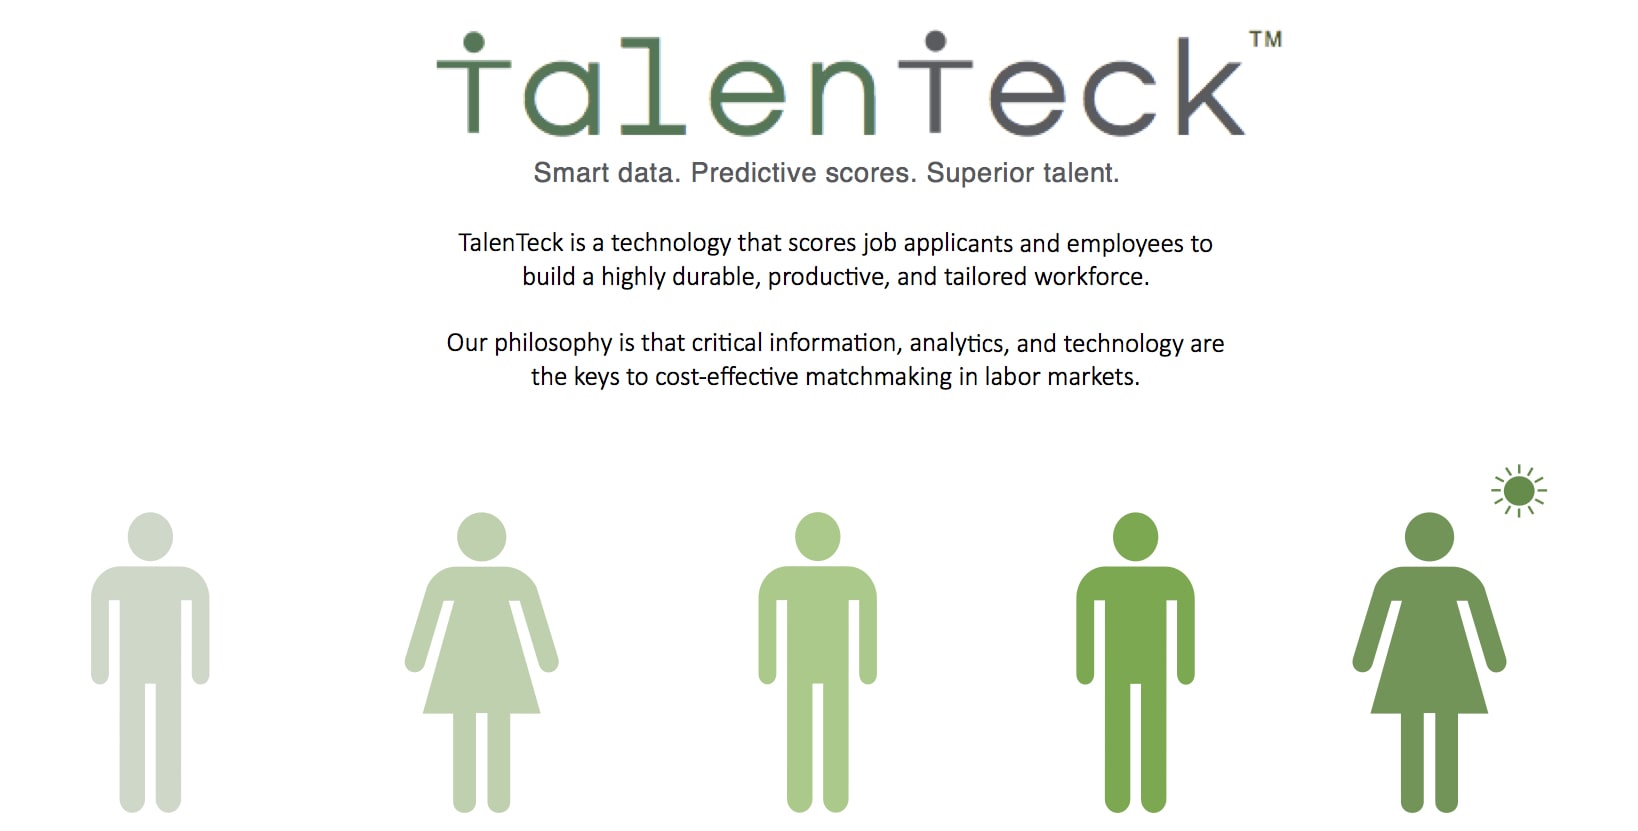 TalenTeck™
Smart data. Predictive scores. Superior talent.
TalenTeck is a technology that scores job applicants and employees to
build a highly durable, productive, and tailored workforce.
Our philosophy is that critical information, analytics, and technology are
the keys to cost-effective matchmaking in labor markets.